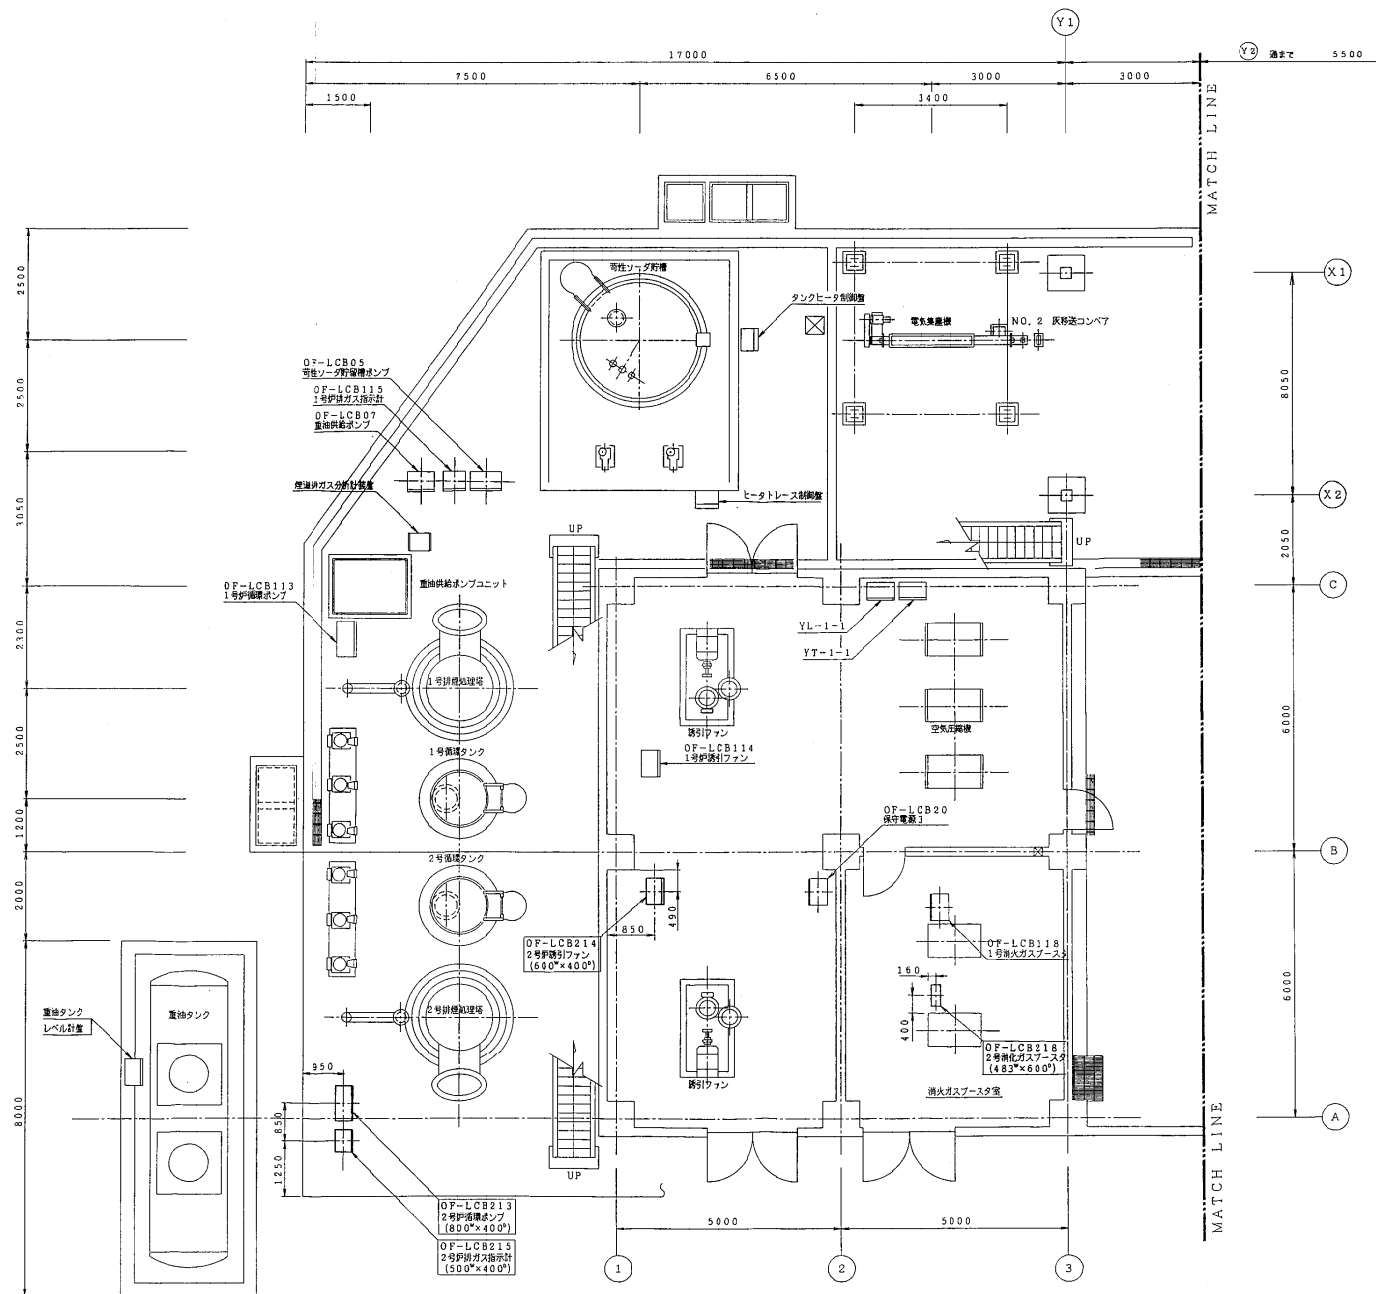 Y1
17000
Y2 通まで 5500
7500
6500
3000
3000
1500
3400
MATCH LINE
2500
2500
3050
2300
2500
1200
2000
8000
苛性ソーダ貯槽
タンクヒータ制御盤
電気集塵機
NO. 2 灰移送コンベア
X1
8050
X2
2050
C
6000
B
6000
A
OF-LCB05
苛性ソーダ貯留槽ポンプ
OF-LCB115
1号炉排ガス指示計
OF-LCB07
重油供給ポンプ
煙道排ガス分析計装盤
ヒータトレース制御盤
UP
UP
OF-LCB113
1号炉循環ポンプ
重油供給ポンプユニット
YL-1-1
YT-1-1
1号排煙処理塔
誘引ファン
空気圧縮機
1号循環タンク
OF-LCB114
1号炉誘引ファン
OF-LCB20
保守電源3
2号循環タンク
850
490
OF-LCB214
2号炉誘引ファン
(600W×400D)
OF-LCB118
1号消火ガスブースタ
160
400
重油タンク
レベル計盤
重油タンク
2号排煙処理塔
OF-LCB218
2号消化ガスブースタ
(483W×600D)
950
誘引ファン
消火ガスブースタ室
850
1250
UP
OF-LCB213
2号炉循環ポンプ
(800W×400D)
OF-LCB215
2号炉排ガス指示計
(500W×400D)
5000
5000
1
2
3
MATCH LINE